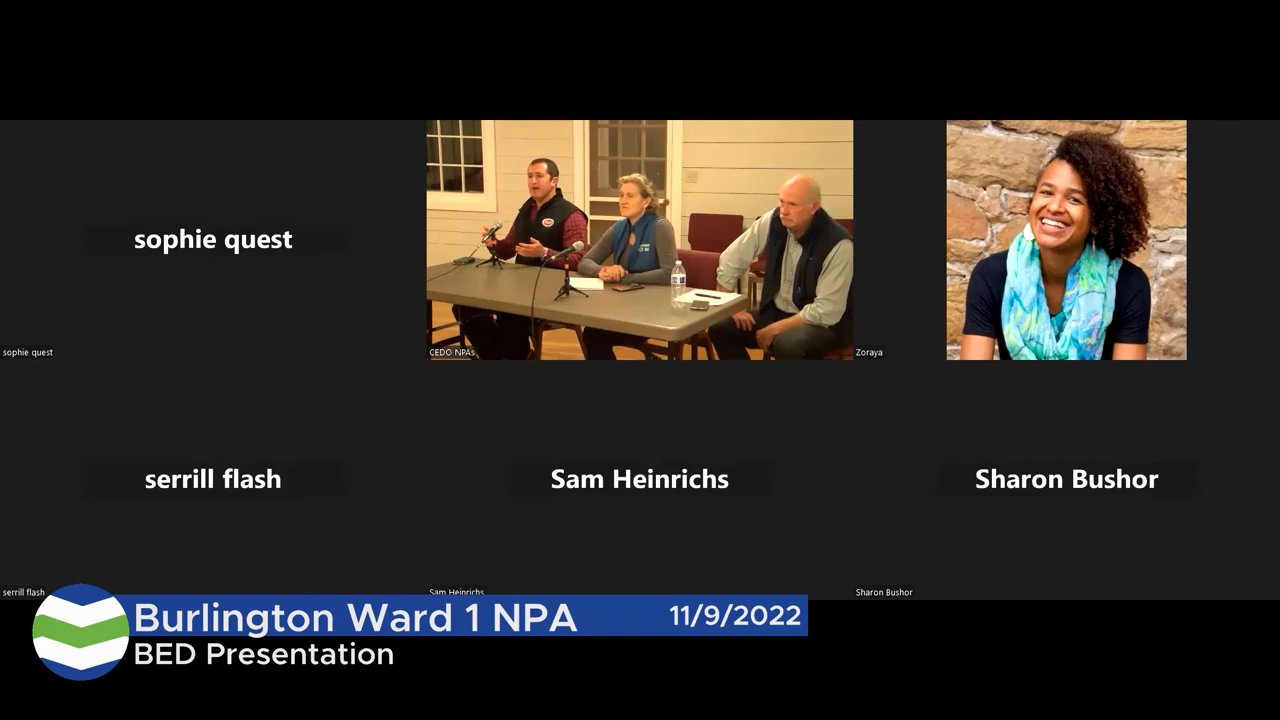 sophie quest
sophie quest
CEDO NPAs
Zoraya
serrill flash
Sam Heinrichs
Sharon Bushor
serrill flash
Sam Heinrichs
Sharon Bushor
Burlington Ward 1 NPA
11/9/2022
BED Presentation